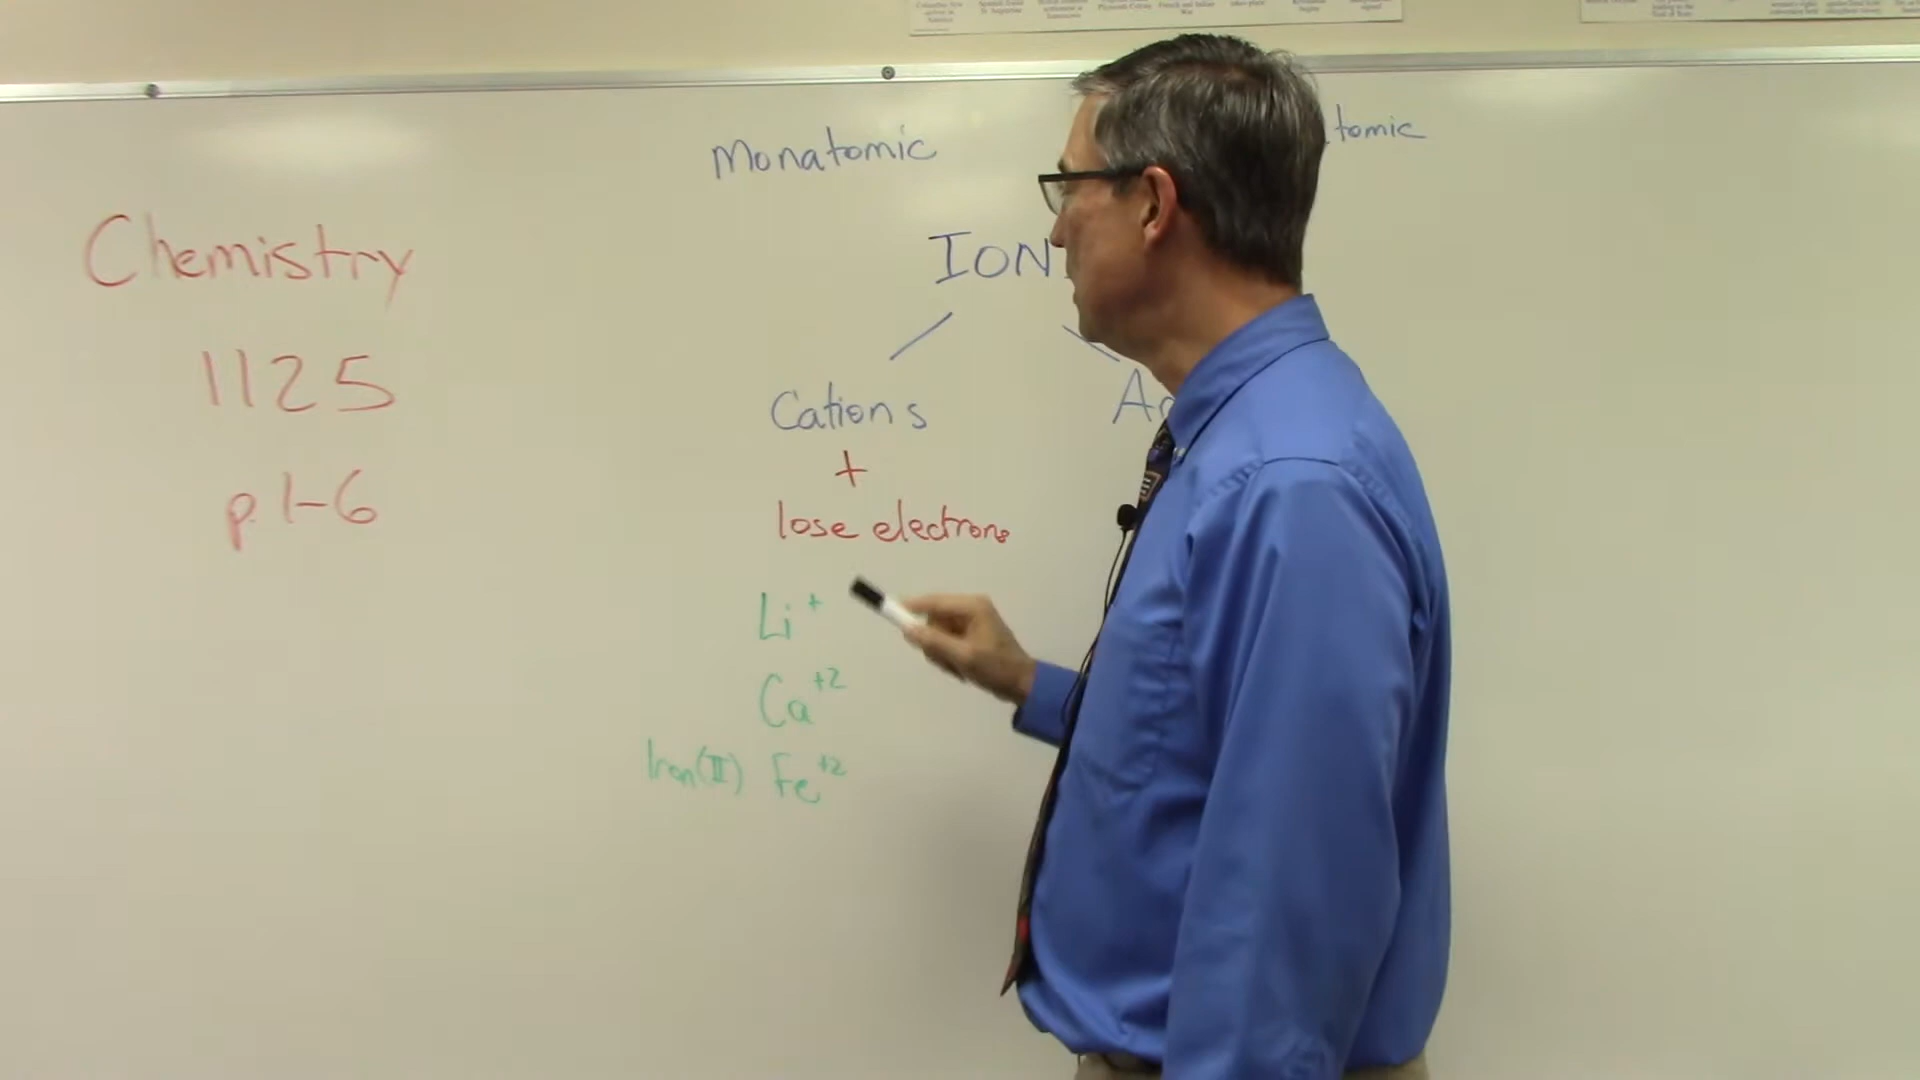 Monatomic
tomic
Chemistry
1125
p. 1-6
ION
Cations
+
lose electrons
Li +
Ca +2
Iron(II) Fe +2